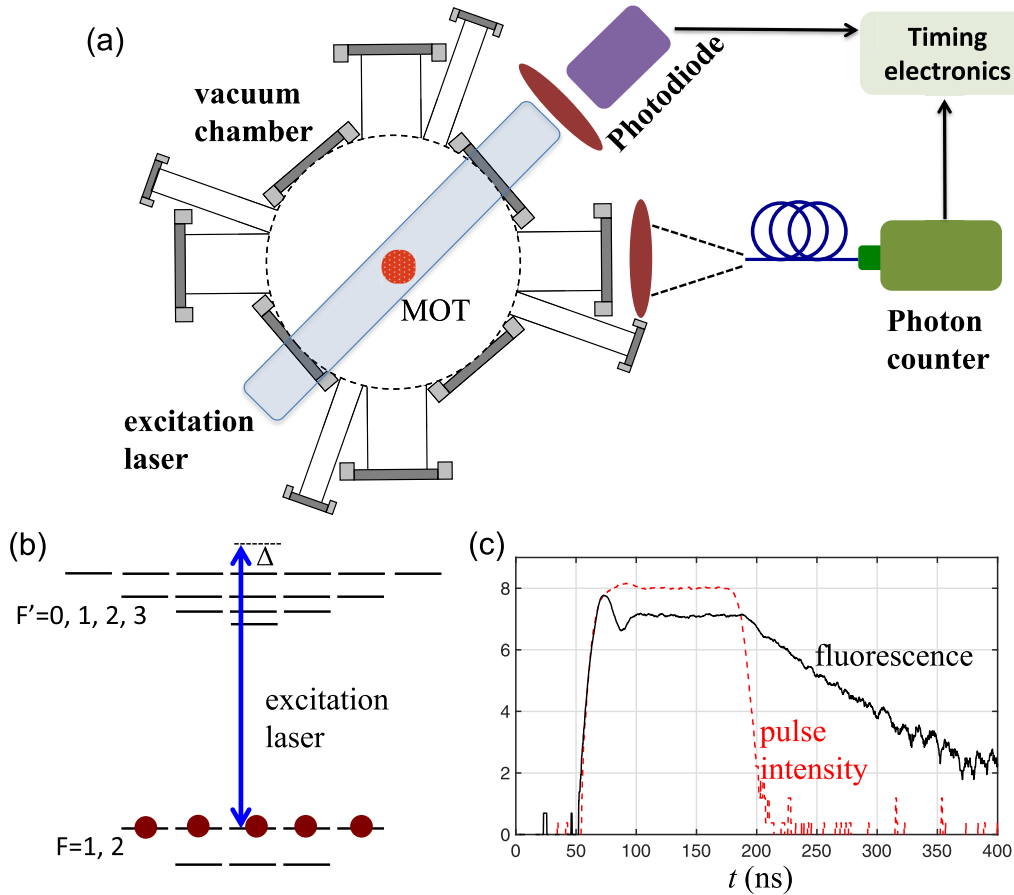 (a)
vacuum
chamber
Photodiode
Timing
electronics
MOT
Photon
counter
excitation
laser
(b)
Δ
F'=0, 1, 2, 3
excitation
laser
F=1, 2
(c)
8
6
4
2
0
fluorescence
pulse
intensity
0 50 100 150 200 250 300 350 400
t (ns)